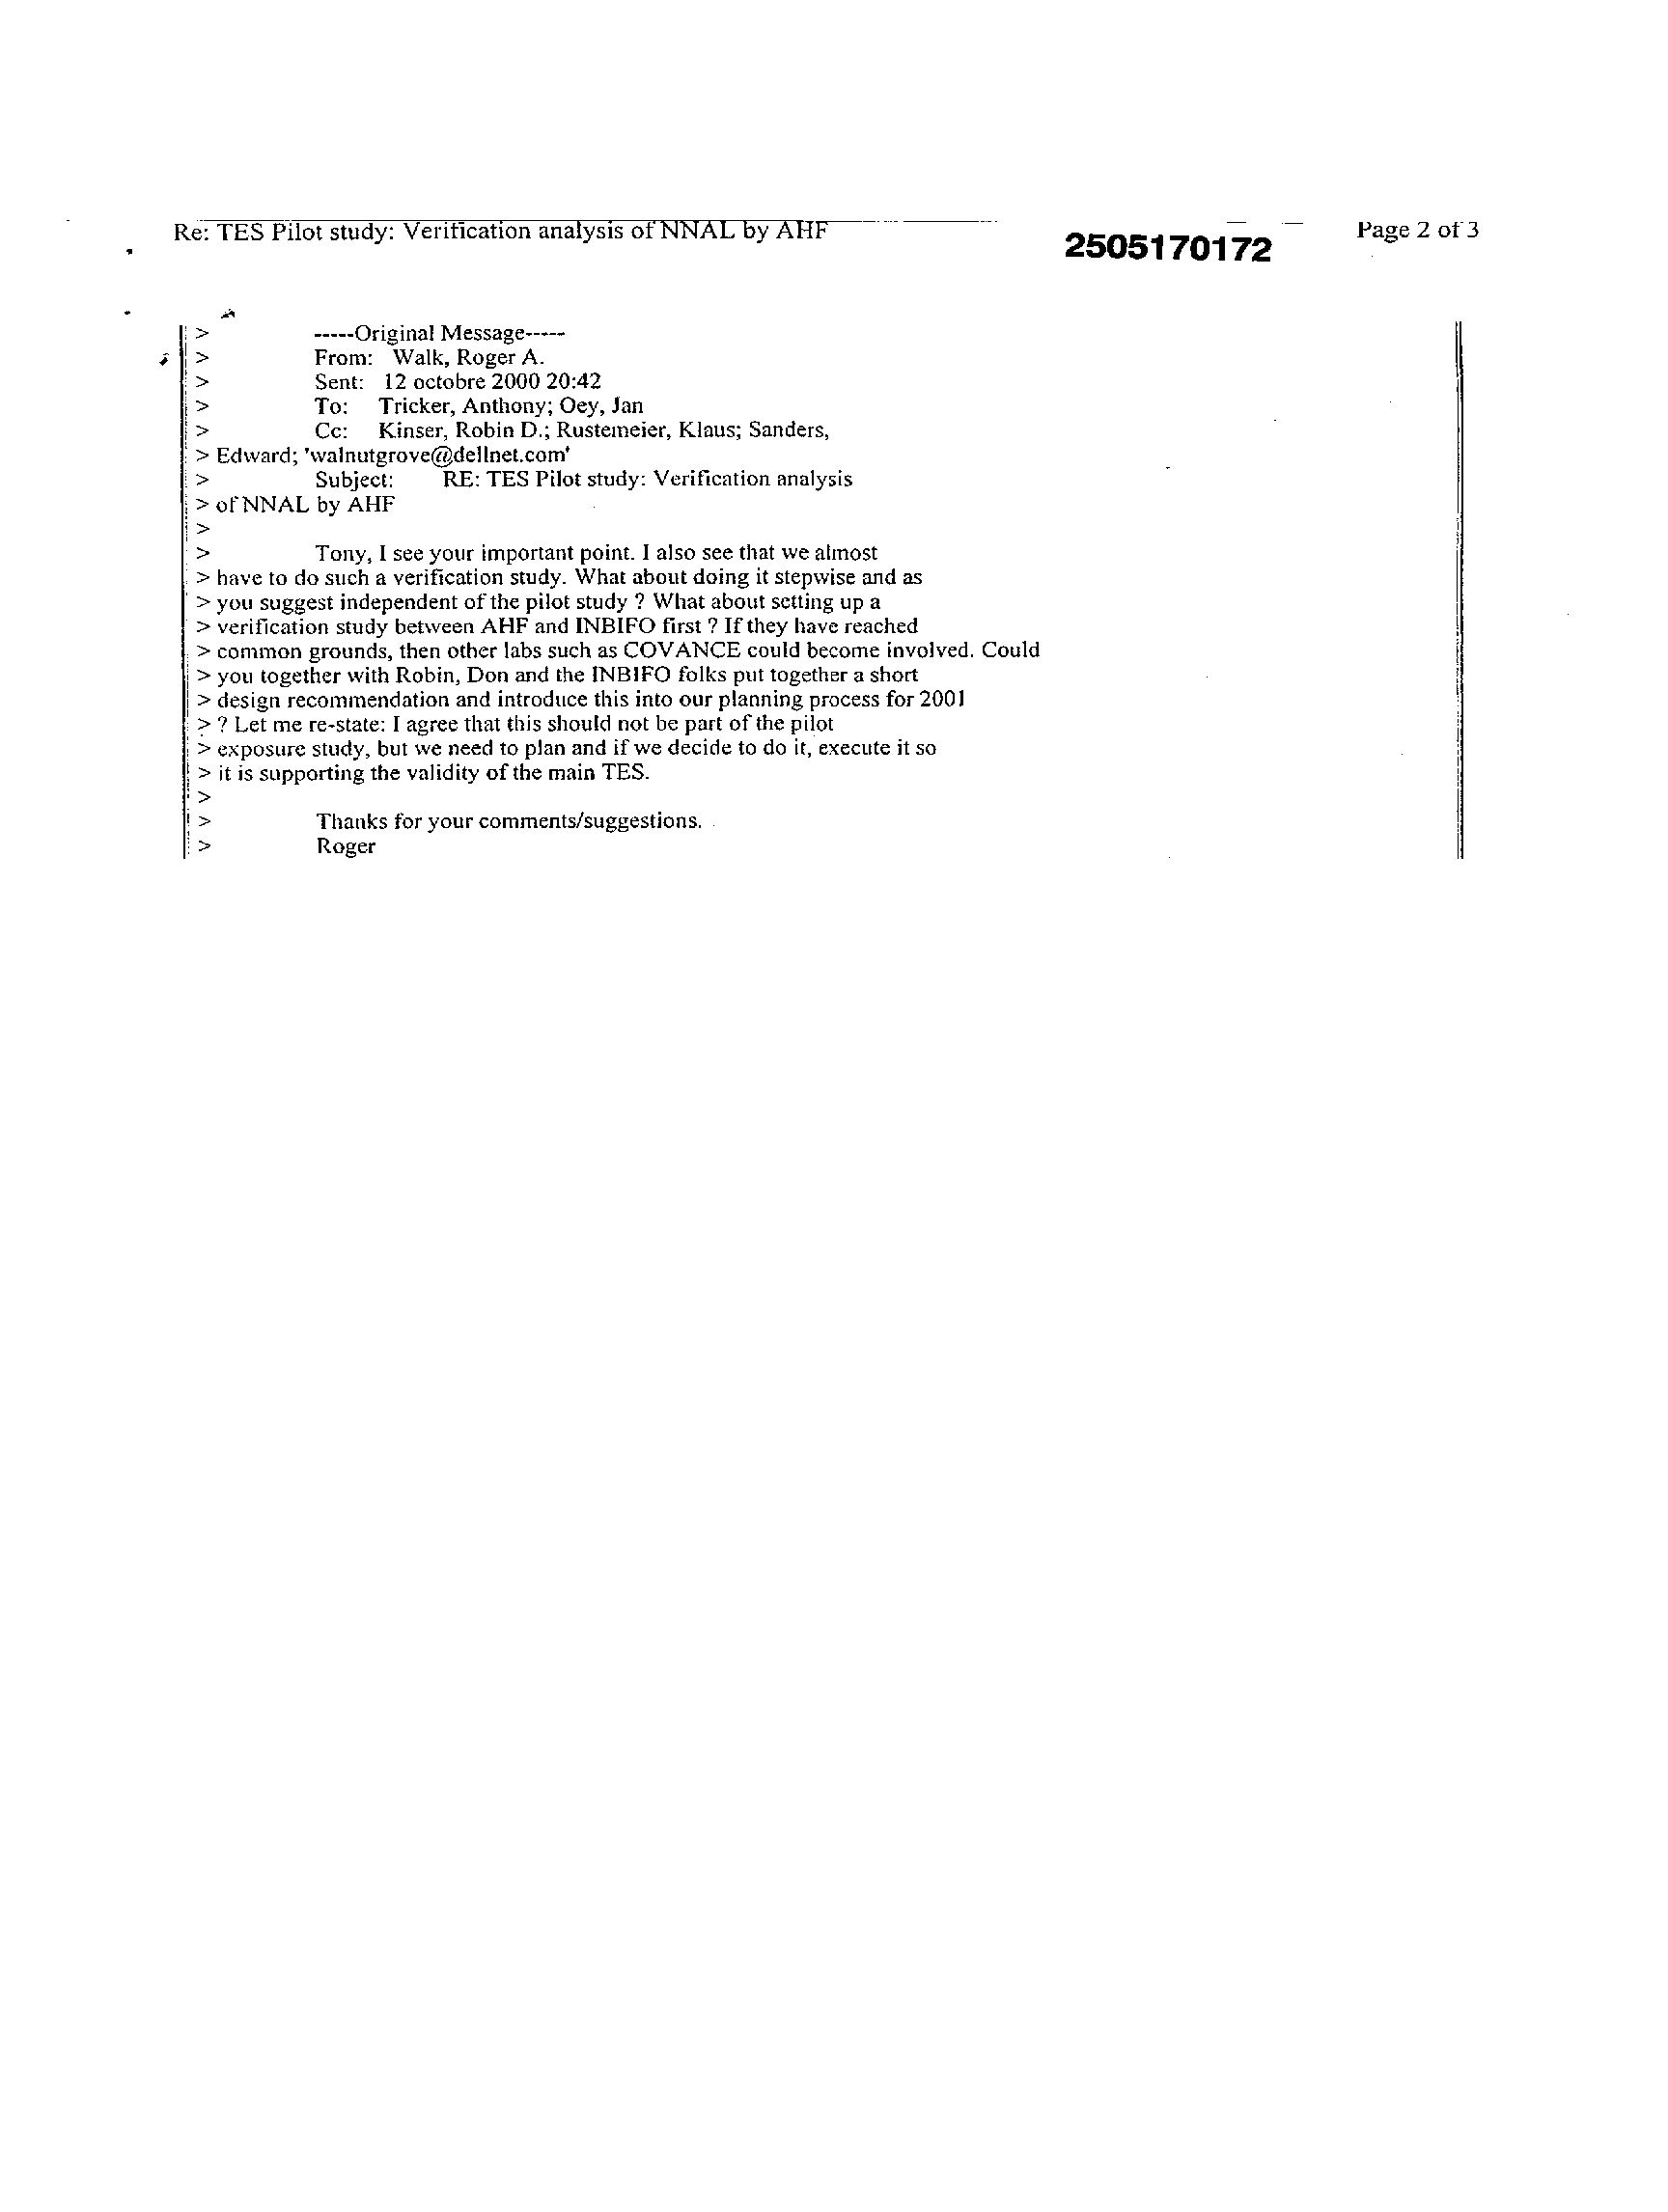 Re: TES Pilot study: Verification analysis of NNAL by AHF
2505170172
Page 2 of 3
> -----Original Message-----
> From: Walk, Roger A.
> Sent: 12 octobre 2000 20:42
> To: Tricker, Anthony; Oey, Jan
> Cc: Kinser, Robin D.; Rustemeier, Klaus; Sanders,
> Edward; 'walnutgrove@dellnet.com'
> Subject: RE: TES Pilot study: Verification analysis
> of NNAL by AHF
>
> Tony, I see your important point. I also see that we almost
> have to do such a verification study. What about doing it stepwise and as
> you suggest independent of the pilot study ? What about setting up a
> verification study between AHF and INBIFO first ? If they have reached
> common grounds, then other labs such as COVANCE could become involved. Could
> you together with Robin, Don and the INBIFO folks put together a short
> design recommendation and introduce this into our planning process for 2001
> ? Let me re-state: I agree that this should not be part of the pilot
> exposure study, but we need to plan and if we decide to do it, execute it so
> it is supporting the validity of the main TES.
>
> Thanks for your comments/suggestions.
> Roger